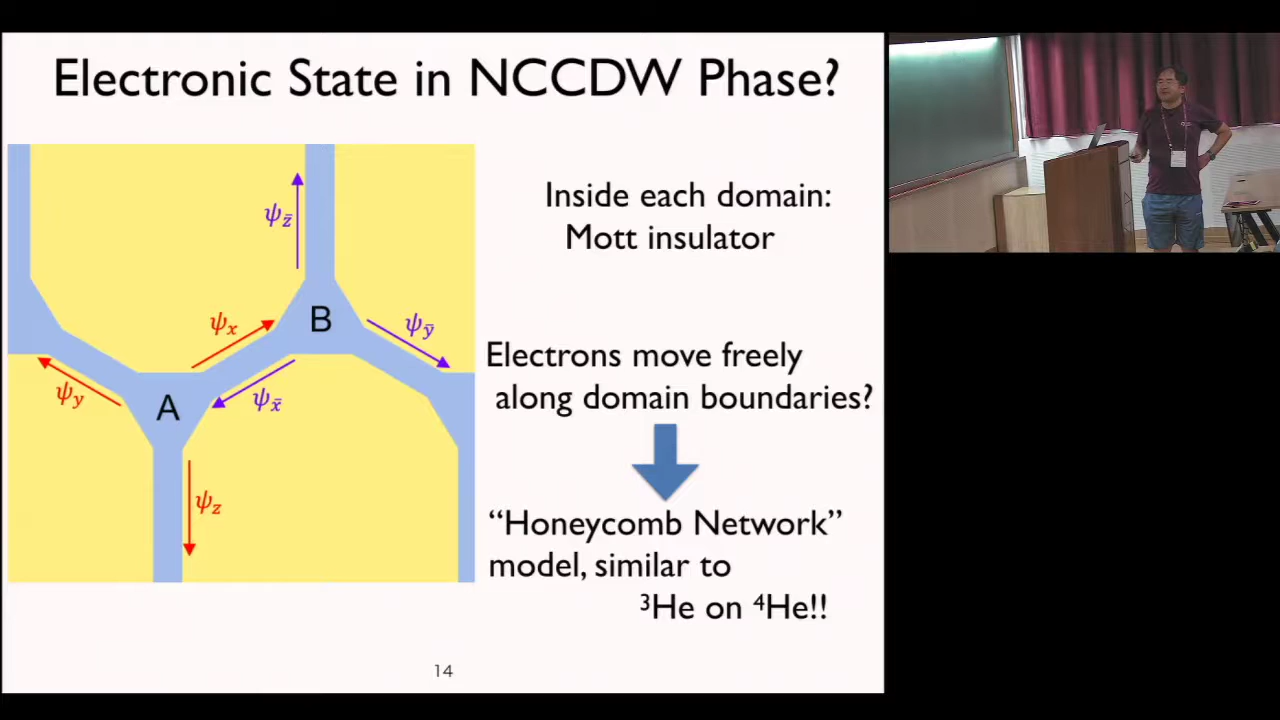 Electronic State in NCCDW Phase?
ψz̄
ψx
B
ψȳ
ψy
A
ψx̄
ψz
Inside each domain:
Mott insulator
Electrons move freely
along domain boundaries?
“Honeycomb Network”
model, similar to
³He on ⁴He!!
14